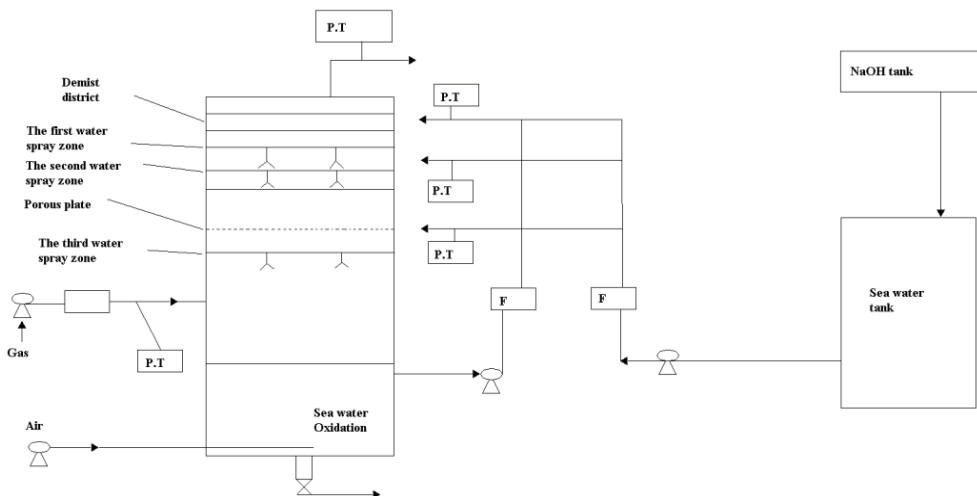 P.T
NaOH tank
Demist
district
P.T
The first water
spray zone
The second water
spray zone
P.T
Porous plate
P.T
The third water
spray zone
F
F
Sea water
tank
Gas
P.T
Sea water
Oxidation
Air